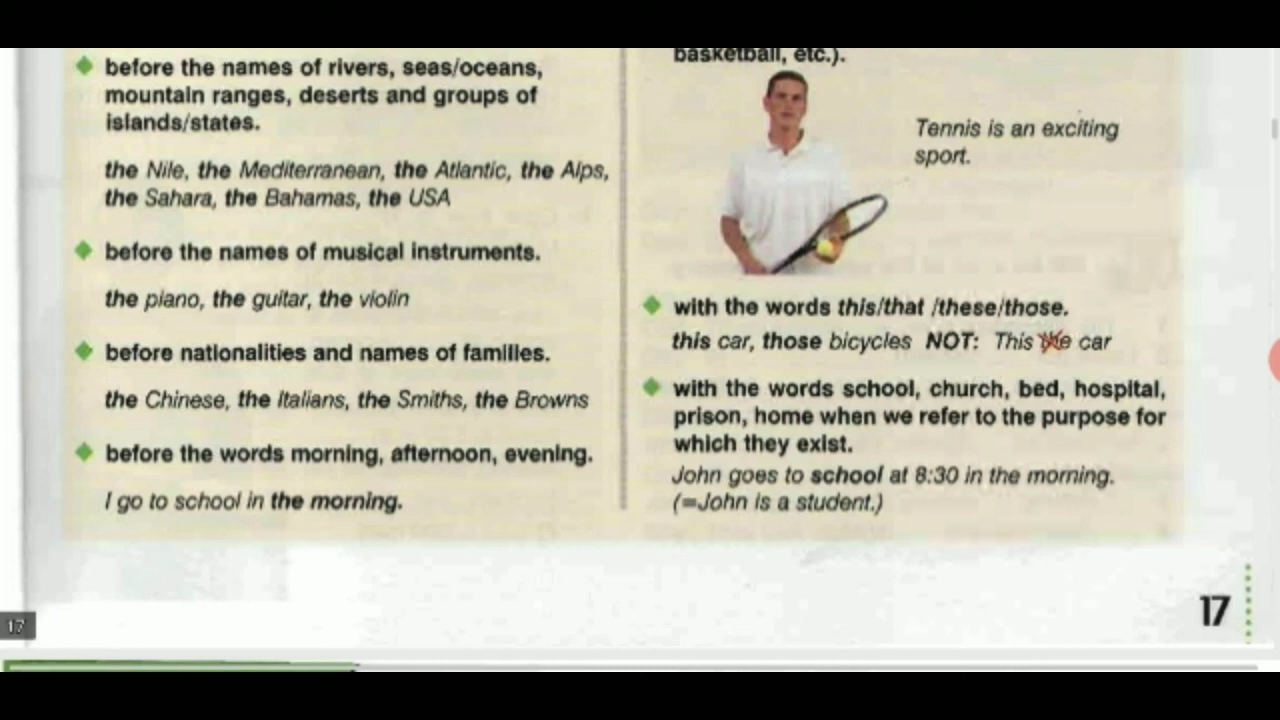 before the names of rivers, seas/oceans,
mountain ranges, deserts and groups of
islands/states.
the Nile, the Mediterranean, the Atlantic, the Alps,
the Sahara, the Bahamas, the USA
before the names of musical instruments.
the piano, the guitar, the violin
before nationalities and names of families.
the Chinese, the Italians, the Smiths, the Browns
before the words morning, afternoon, evening.
I go to school in the morning.
basketball, etc.).
Tennis is an exciting
sport.
with the words this/that /these/those.
this car, those bicycles NOT: This the car
with the words school, church, bed, hospital,
prison, home when we refer to the purpose for
which they exist.
John goes to school at 8:30 in the morning.
(=John is a student.)
17
17